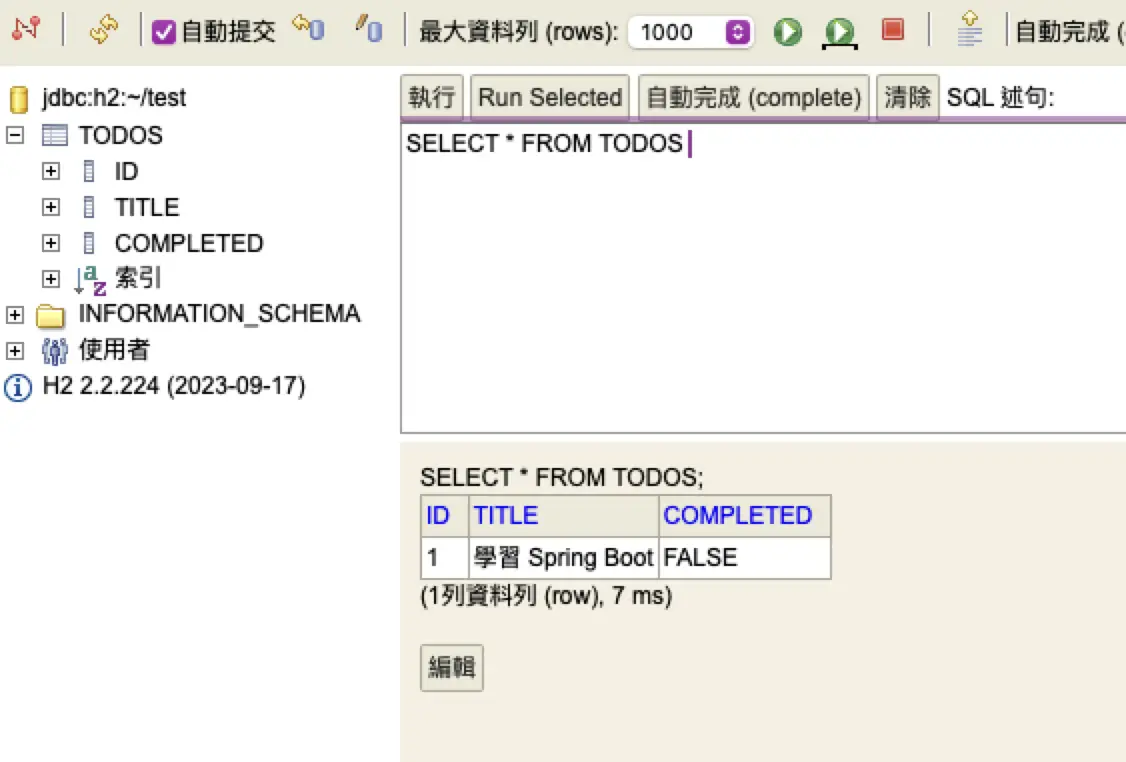 自動提交 最大資料列 (rows): 1000 自動完成 (
jdbc:h2:~/test
TODOS
ID
TITLE
COMPLETED
索引
INFORMATION_SCHEMA
使用者
H2 2.2.224 (2023-09-17)
執行 Run Selected 自動完成 (complete) 清除 SQL 述句:
SELECT * FROM TODOS
SELECT * FROM TODOS;
ID TITLE COMPLETED
1 學習 Spring Boot FALSE
(1列資料列 (row), 7 ms)
編輯